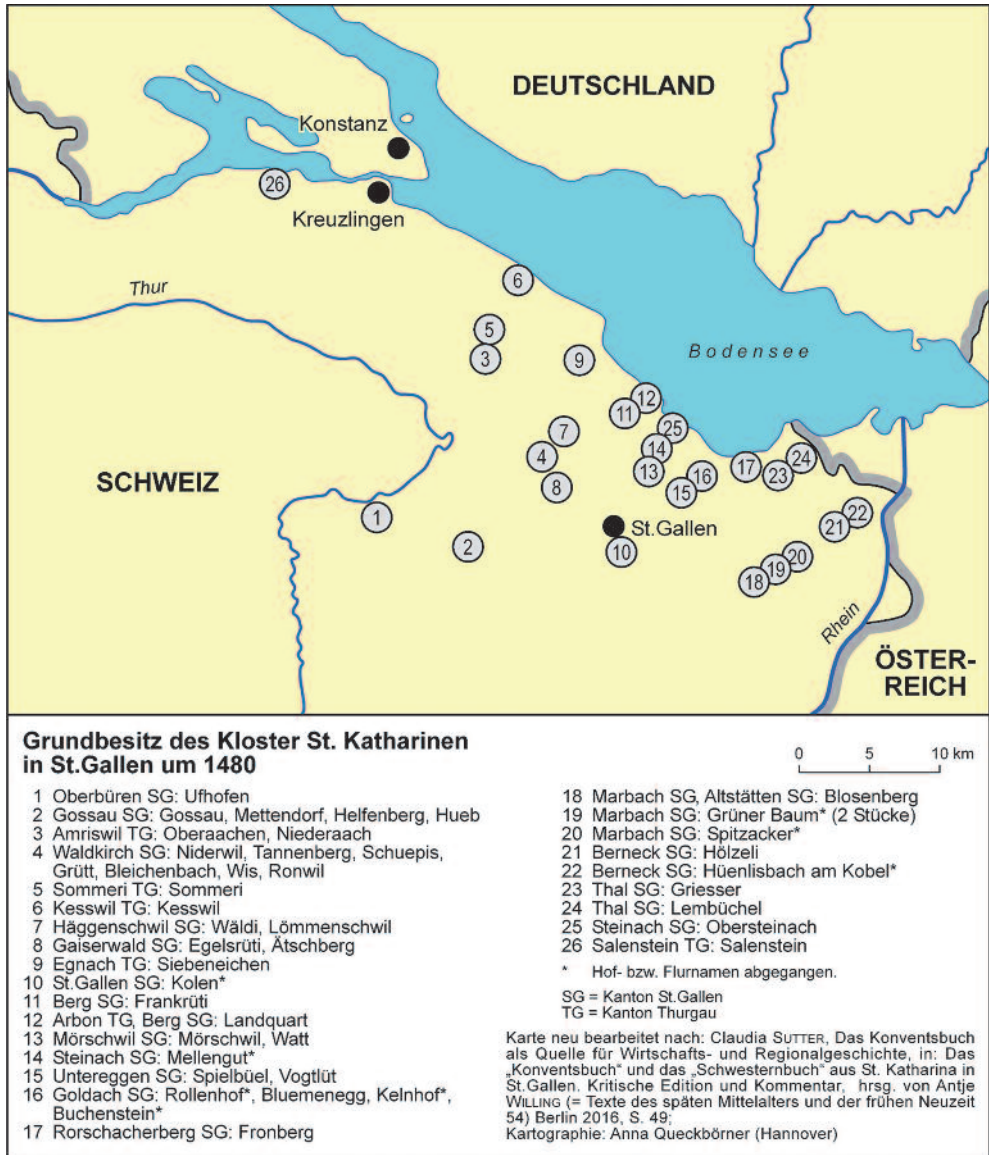 DEUTSCHLAND
Konstanz
26
Kreuzlingen
6
Thur
5
3
9
Bodensee
12
11
25
7
14
4
13
16
17
24
23
8
15
SCHWEIZ
1
22
St.Gallen
21
2
10
20
19
18
Rhein
ÖSTER-
REICH
Grundbesitz des Kloster St. Katharinen
in St.Gallen um 1480
0 5 10 km
1 Oberbüren SG: Ufhofen
2 Gossau SG: Gossau, Mettendorf, Helfenberg, Hueb
3 Amriswil TG: Oberaachen, Niederaach
4 Waldkirch SG: Niderwil, Tannenberg, Schuepis,
Grütt, Bleichenbach, Wis, Ronwil
5 Sommeri TG: Sommeri
6 Kesswil TG: Kesswil
7 Häggenschwil SG: Wäldi, Lömmenschwil
8 Gaiserwald SG: Egelsrüti, Ätschberg
9 Egnach TG: Siebeneichen
10 St.Gallen SG: Kolen*
11 Berg SG: Frankrüti
12 Arbon TG, Berg SG: Landquart
13 Mörschwil SG: Mörschwil, Watt
14 Steinach SG: Mellengut*
15 Untereggen SG: Spielbüel, Vogtlüt
16 Goldach SG: Rollenhof*, Bluemenegg, Kelnhof*,
Buchenstein*
17 Rorschacherberg SG: Fronberg
18 Marbach SG, Altstätten SG: Blosenberg
19 Marbach SG: Grüner Baum* (2 Stücke)
20 Marbach SG: Spitzacker*
21 Berneck SG: Hölzeli
22 Berneck SG: Hüenlisbach am Kobel*
23 Thal SG: Griesser
24 Thal SG: Lembüchel
25 Steinach SG: Obersteinach
26 Salenstein TG: Salenstein
* Hof- bzw. Flurnamen abgegangen.
SG = Kanton St.Gallen
TG = Kanton Thurgau
Karte neu bearbeitet nach: Claudia SUTTER, Das Konventsbuch
als Quelle für Wirtschafts- und Regionalgeschichte, in: Das
„Konventsbuch“ und das „Schwesternbuch“ aus St. Katharina in
St.Gallen. Kritische Edition und Kommentar, hrsg. von Antje
WILLING (= Texte des späten Mittelalters und der frühen Neuzeit
54) Berlin 2016, S. 49;
Kartographie: Anna Queckbörner (Hannover)